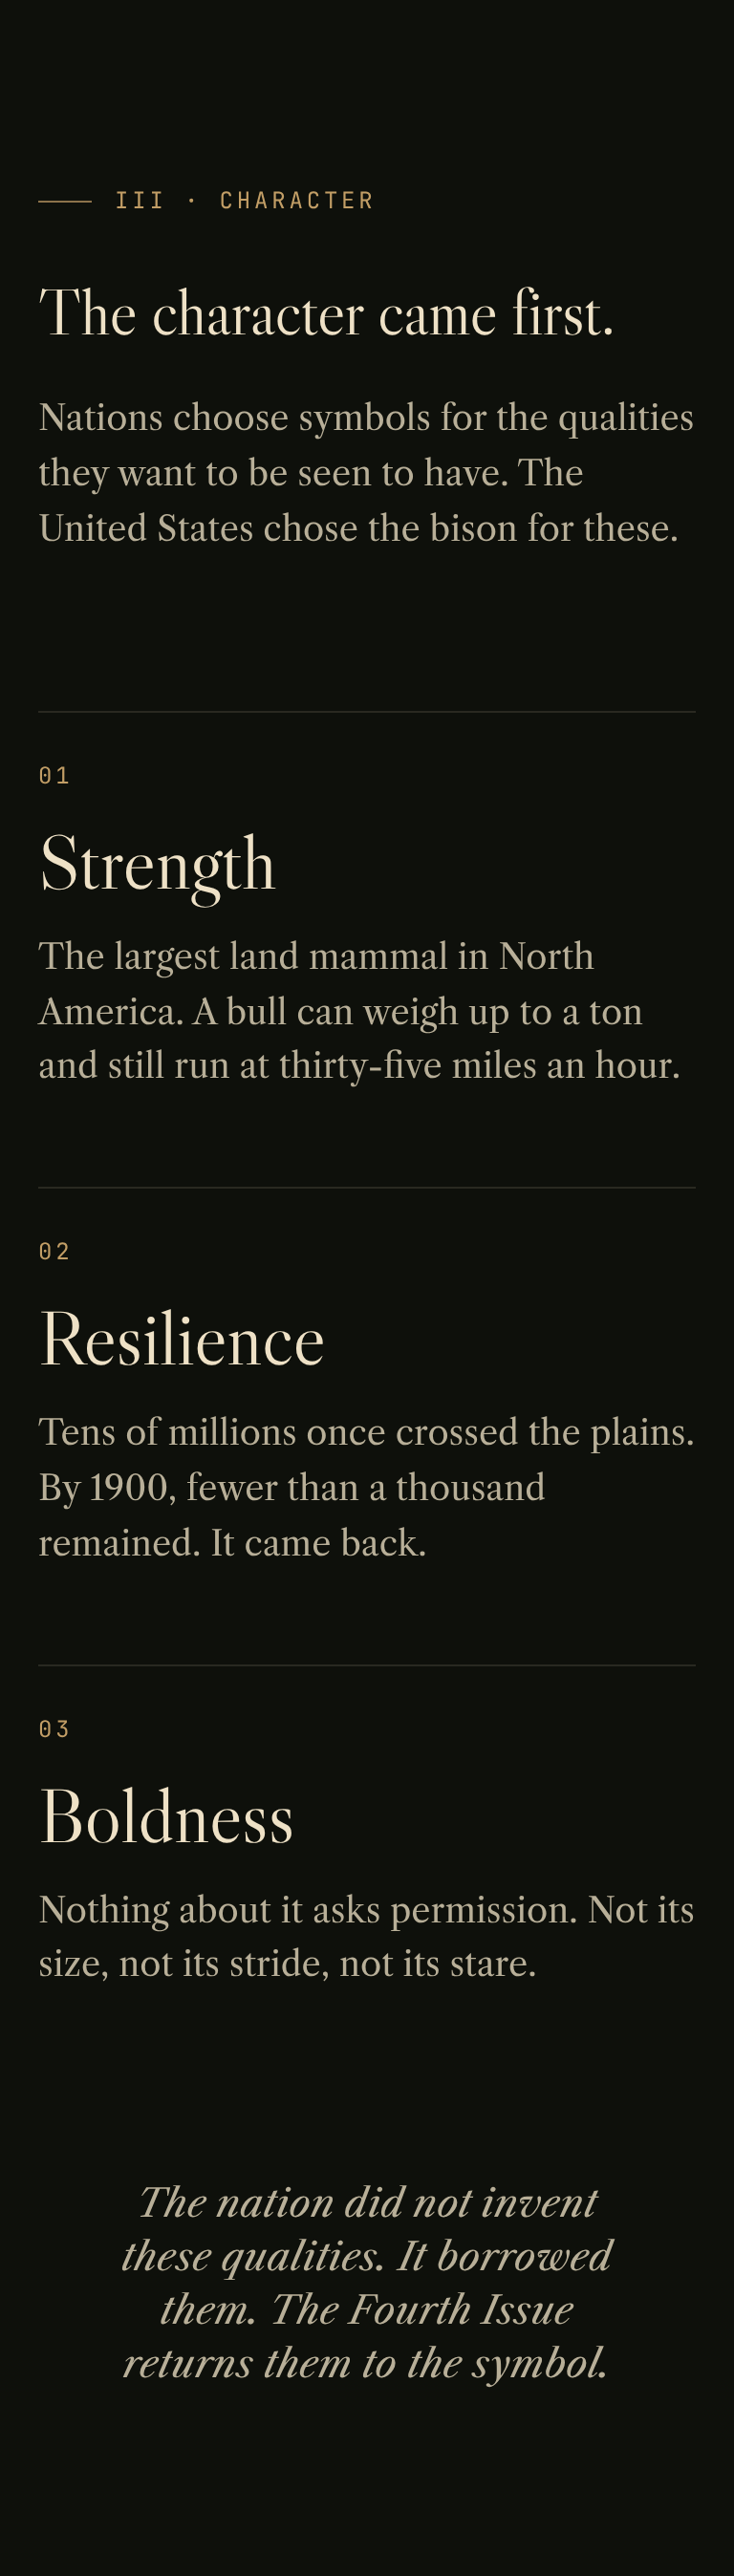 III · CHARACTER
The character came first.
Nations choose symbols for the qualities
they want to be seen to have. The
United States chose the bison for these.
01
Strength
The largest land mammal in North
America. A bull can weigh up to a ton
and still run at thirty-five miles an hour.
02
Resilience
Tens of millions once crossed the plains.
By 1900, fewer than a thousand
remained. It came back.
03
Boldness
Nothing about it asks permission. Not its
size, not its stride, not its stare.
The nation did not invent
these qualities. It borrowed
them. The Fourth Issue
returns them to the symbol.